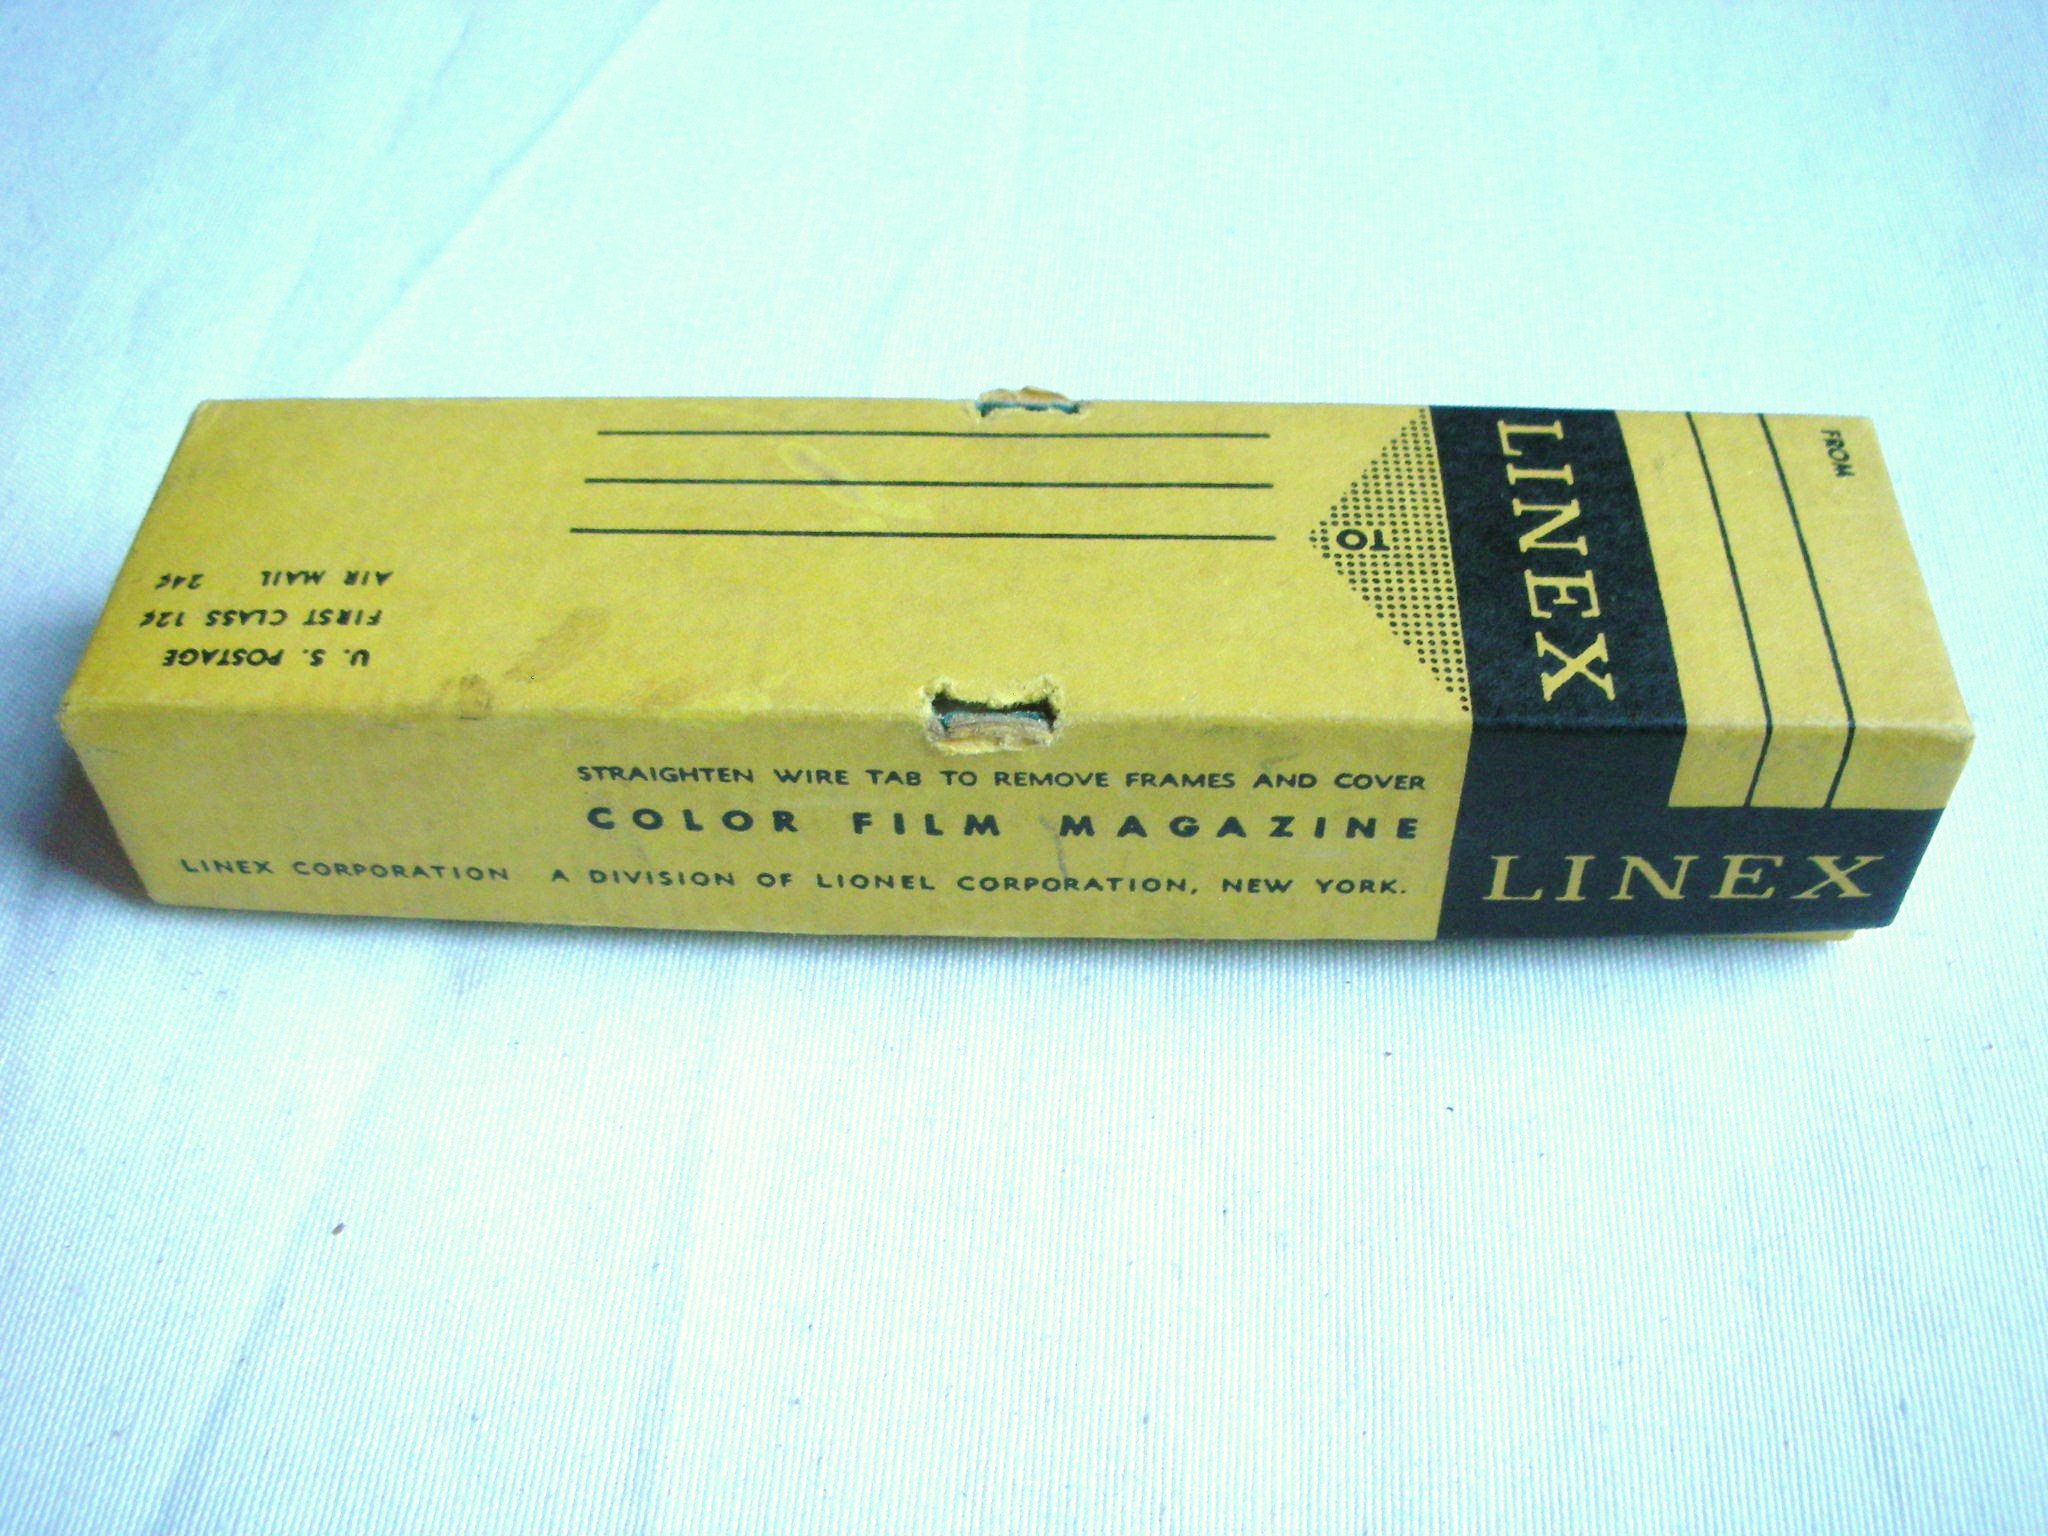 FROM
LINEX
TO
U. S. POSTAGE
FIRST CLASS 12¢
AIR MAIL 24¢
STRAIGHTEN WIRE TAB TO REMOVE FRAMES AND COVER
COLOR FILM MAGAZINE
LINEX CORPORATION A DIVISION OF LIONEL CORPORATION, NEW YORK.
LINEX